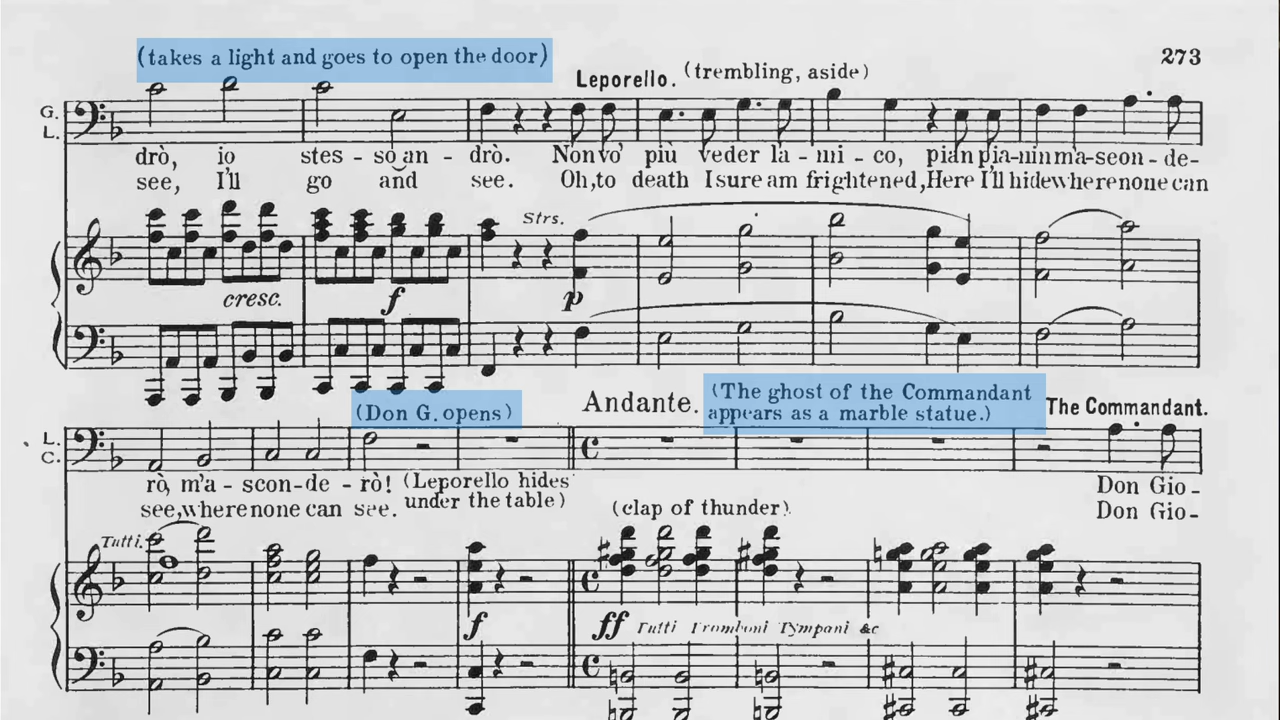 (takes a light and goes to open the door)
273
Leporello. (trembling, aside)
G.
L.
drò, io stes - so an - drò. Non vo' più veder la - mi - co, pian pia-nin m'a-scon - de-
see, I'll go and see. Oh, to death I sure am frightened, Here I'll hide where none can
Strs.
cresc. f p
(Don G. opens)
Andante.
(The ghost of the Commandant
appears as a marble statue.)
The Commandant.
L.
C.
rò, m'a - scon-de - rò! (Leporello hides
under the table)
Don Gio -
see, where none can see.
Don Gio -
(clap of thunder)
Tutti.
f ff Tutti Tromboni Tympani &c